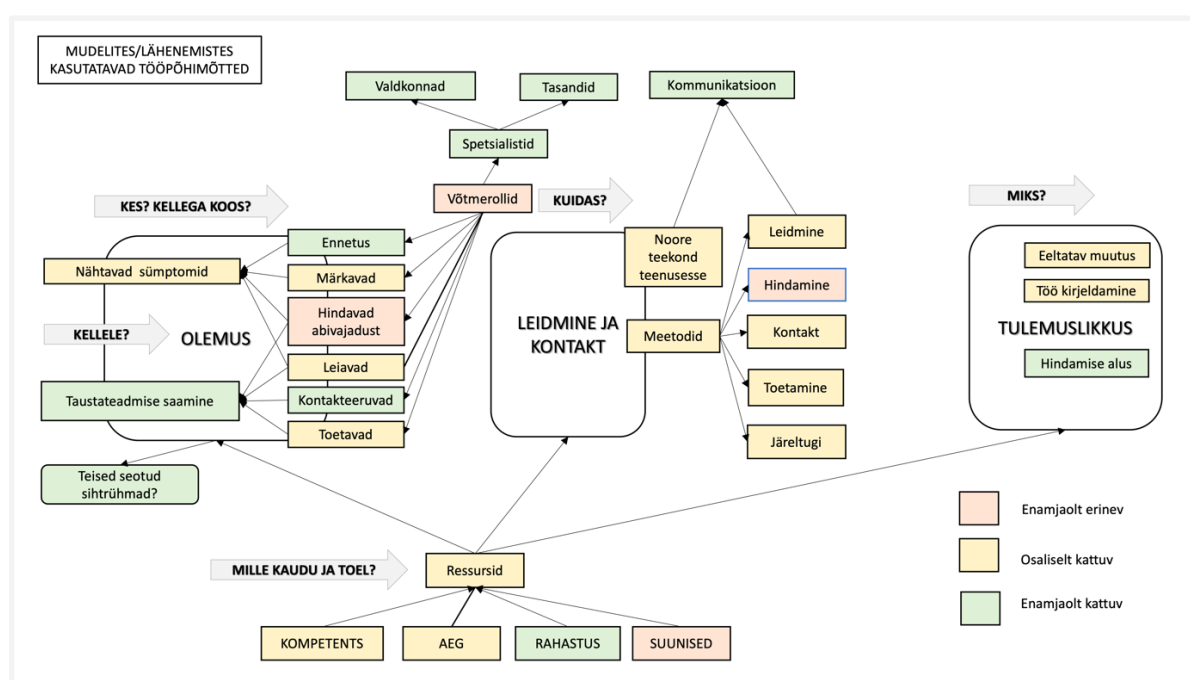 MUDELITES/LÄHENEMISTES
KASUTATAVAD TÖÖPÕHIMÕTTED
Valdkonnad
Tasandid
Kommunikatsioon
Spetsialistid
KES? KELLEGA KOOS?
Võtmerollid
KUIDAS?
MIKS?
Nähtavad sümptomid
KELLELE?
OLEMUS
Taustateadmise saamine
Teised seotud
sihtrühmad?
Ennetus
Märkavad
Hindavad
abivajadust
Leiavad
Kontakteeruvad
Toetavad
LEIDMINE JA
KONTAKT
Noore
teekond
teenusesse
Meetodid
Leidmine
Hindamine
Kontakt
Toetamine
Järeltugi
Eeltatav muutus
Töö kirjeldamine
TULEMUSLIKKUS
Hindamise alus
MILLE KAUDU JA TOEL?
Ressursid
KOMPETENTS
AEG
RAHASTUS
SUUNISED
Enamjaolt erinev
Osaliselt kattuv
Enamjaolt kattuv